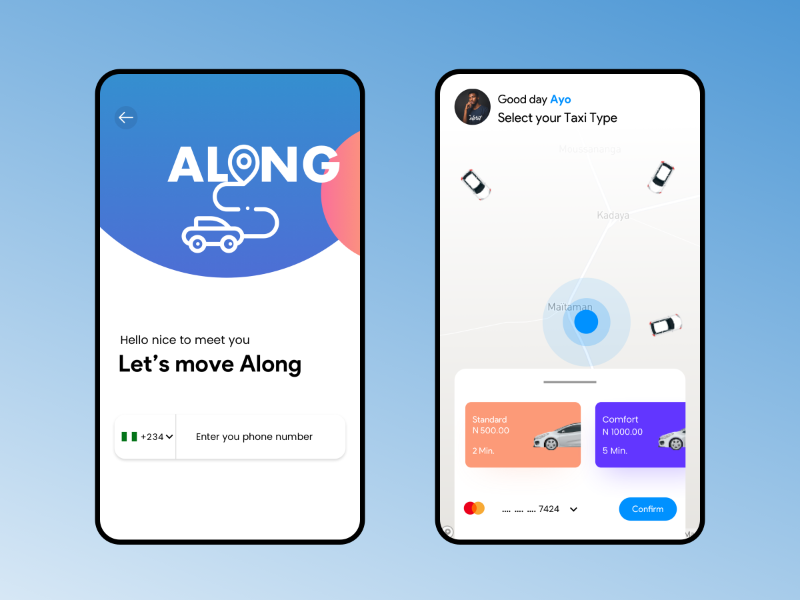 ALONG
Hello nice to meet you
Let's move Along
+234
Enter you phone number
Good day Ayo
Select your Taxi Type
Kadaya
Maitaman
Standard
N 500.00
2 Min.
Comfort
N 1000.00
5 Min.
.... .... .... 7424
Confirm